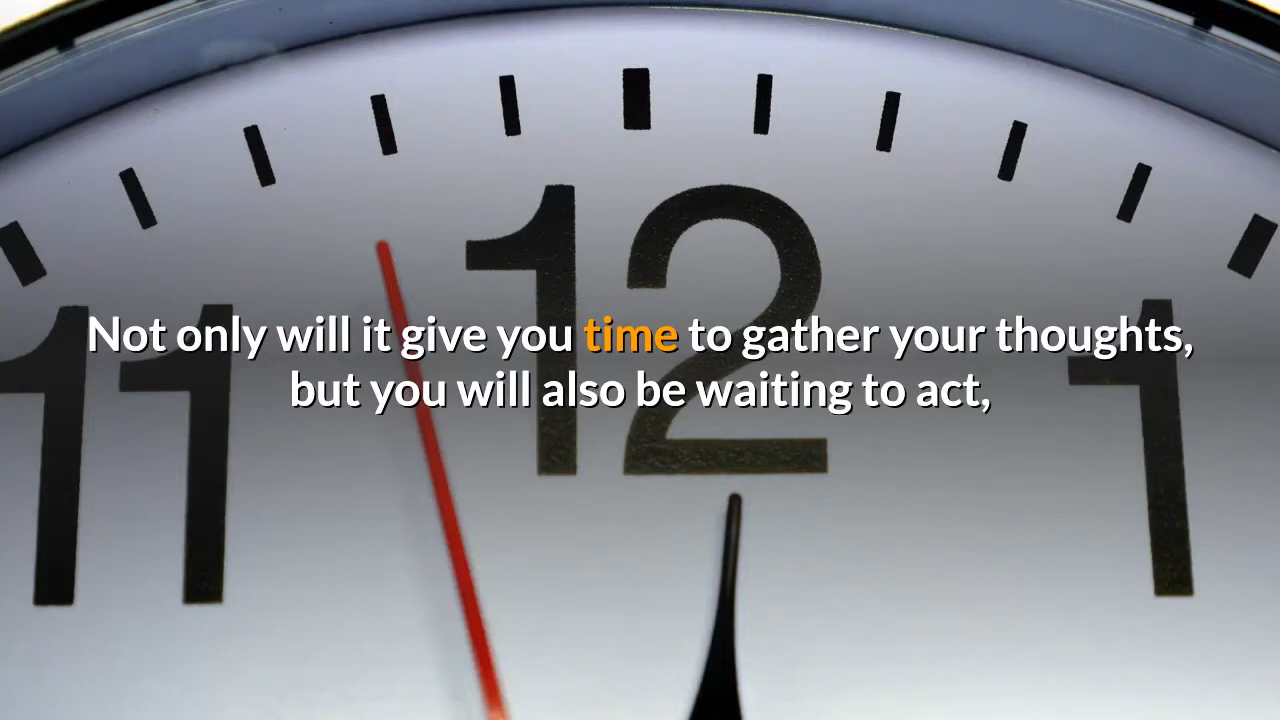 12
11
1
Not only will it give you time to gather your thoughts,
but you will also be waiting to act,